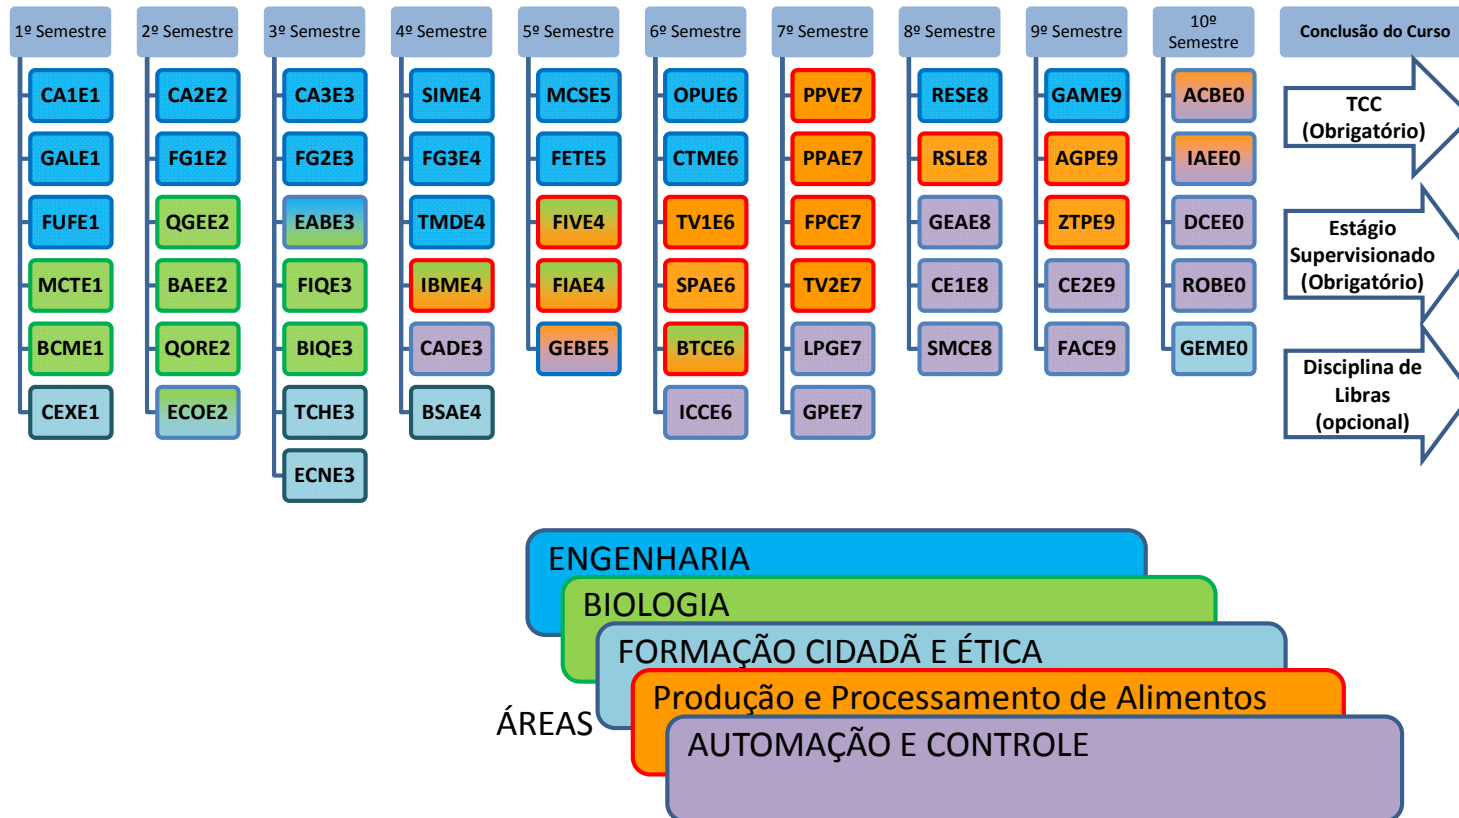 1º Semestre
CA1E1
GALE1
FUFE1
MCTE1
BCME1
CEXE1
2º Semestre
CA2E2
FG1E2
QGEE2
BAEE2
QORE2
ECOE2
3º Semestre
CA3E3
FG2E3
EABE3
FIQE3
BIQE3
TCHE3
ECNE3
4º Semestre
SIME4
FG3E4
TMDE4
IBME4
CADE3
BSAE4
5º Semestre
MCSE5
FETE5
FIVE4
FIAE4
GEBE5
6º Semestre
OPUE6
CTME6
TV1E6
SPAE6
BTCE6
ICCE6
7º Semestre
PPVE7
PPAE7
FPCE7
TV2E7
LPGE7
GPEE7
8º Semestre
RESE8
RSLE8
GEAE8
CE1E8
SMCE8
9º Semestre
GAME9
AGPE9
ZTPE9
CE2E9
FACE9
10º
Semestre
ACBE0
IAEE0
DCEE0
ROBE0
GEME0
Conclusão do Curso
TCC
(Obrigatório)
Estágio
Supervisionado
(Obrigatório)
Disciplina de
Libras
(opcional)
ENGENHARIA
BIOLOGIA
FORMAÇÃO CIDADÃ E ÉTICA
Produção e Processamento de Alimentos
ÁREAS
AUTOMAÇÃO E CONTROLE